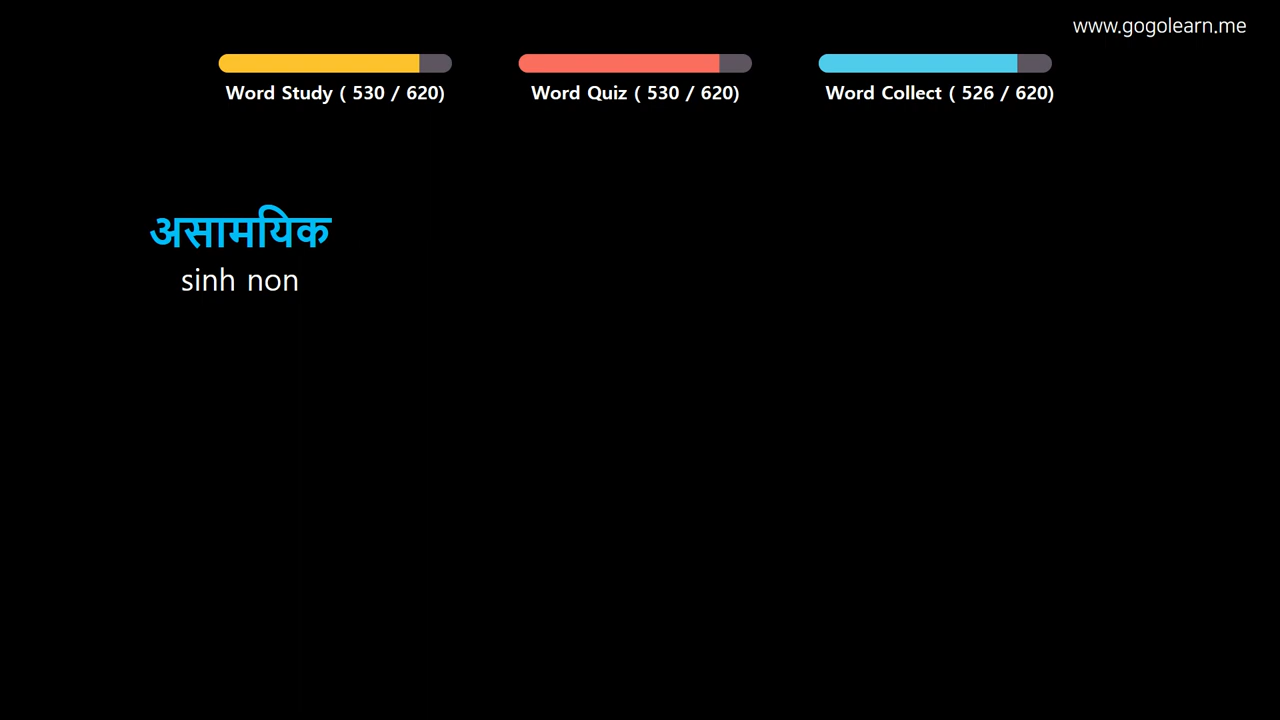 www.gogolearn.me
Word Study ( 530 / 620)
Word Quiz ( 530 / 620)
Word Collect ( 526 / 620)
असामयिक
sinh non